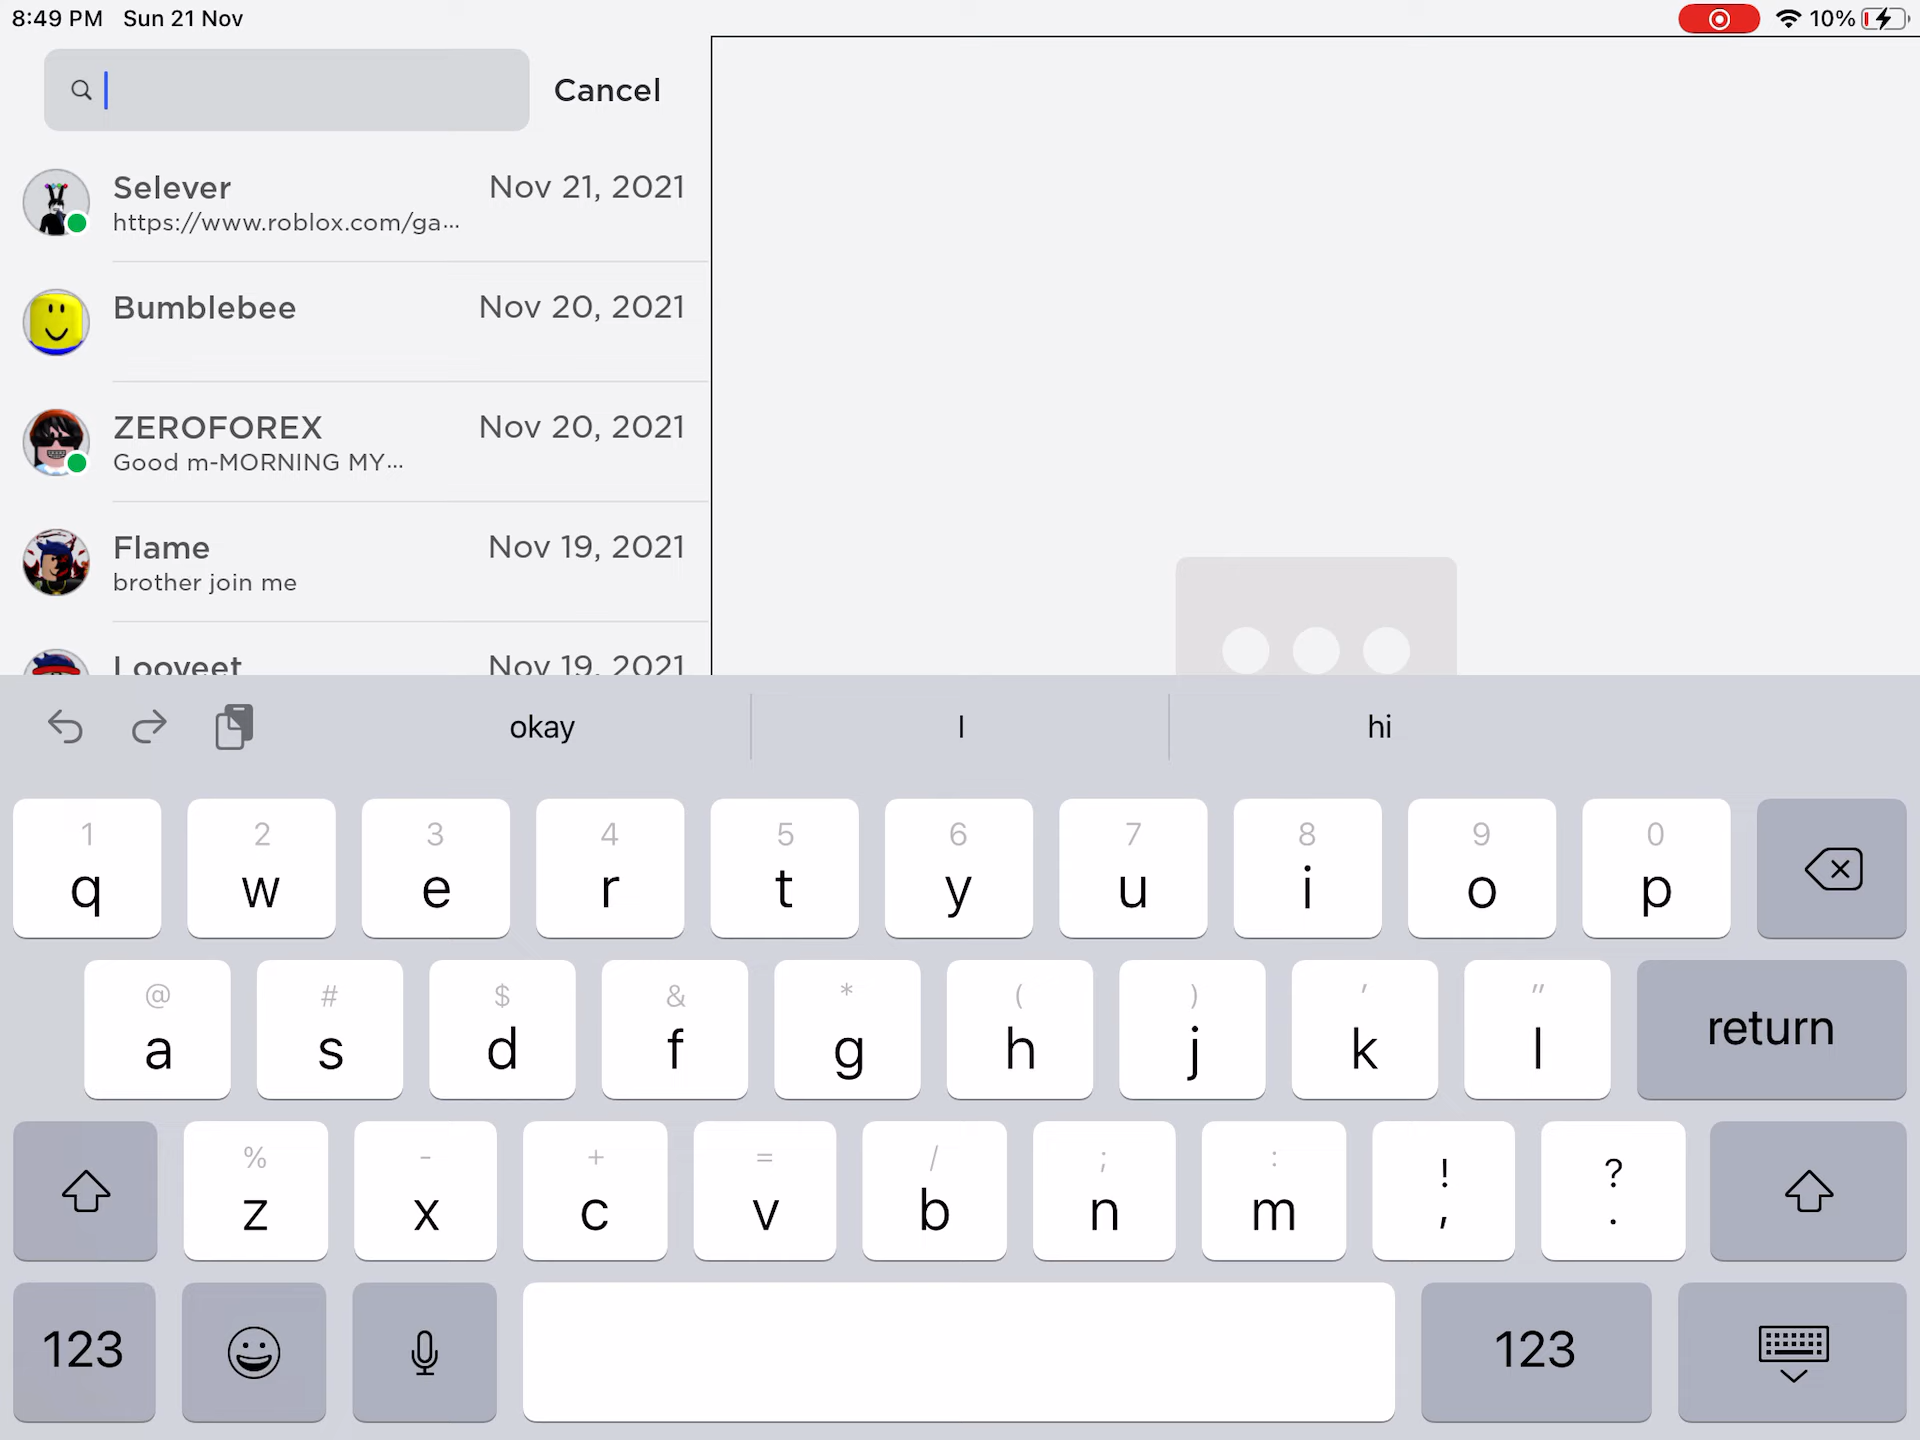 8:49 PM Sun 21 Nov 10%
Cancel
Selever Nov 21, 2021
https://www.roblox.com/ga...
Bumblebee Nov 20, 2021
ZEROFOREX Nov 20, 2021
Good m-MORNING MY...
Flame Nov 19, 2021
brother join me
Looveet Nov 19, 2021
okay I hi
1 2 3 4 5 6 7 8 9 0
q w e r t y u i o p
@ # $ & * ( ) ' "
a s d f g h j k l return
% - + = / ; : ! ?
z x c v b n m , .
123 123